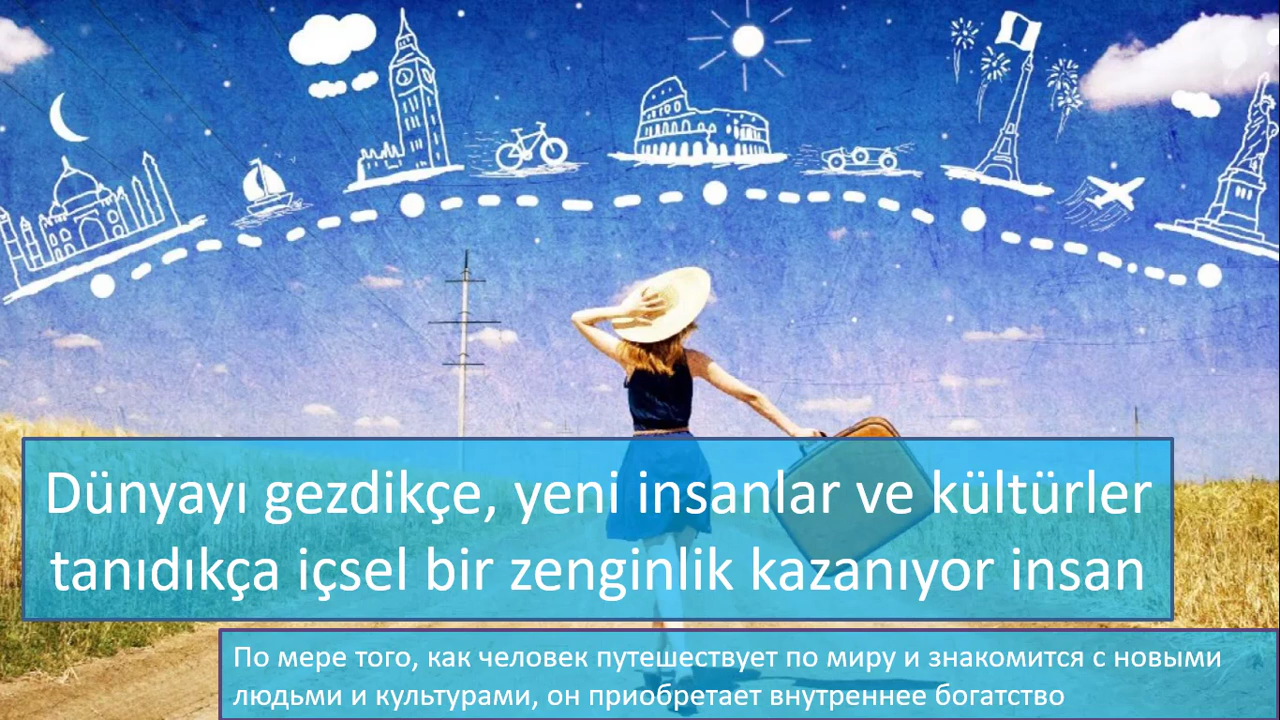 Dünyayı gezdikçe, yeni insanlar ve kültürler
tanıdıkça içsel bir zenginlik kazanıyor insan
По мере того, как человек путешествует по миру и знакомится с новыми
людьми и культурами, он приобретает внутреннее богатство